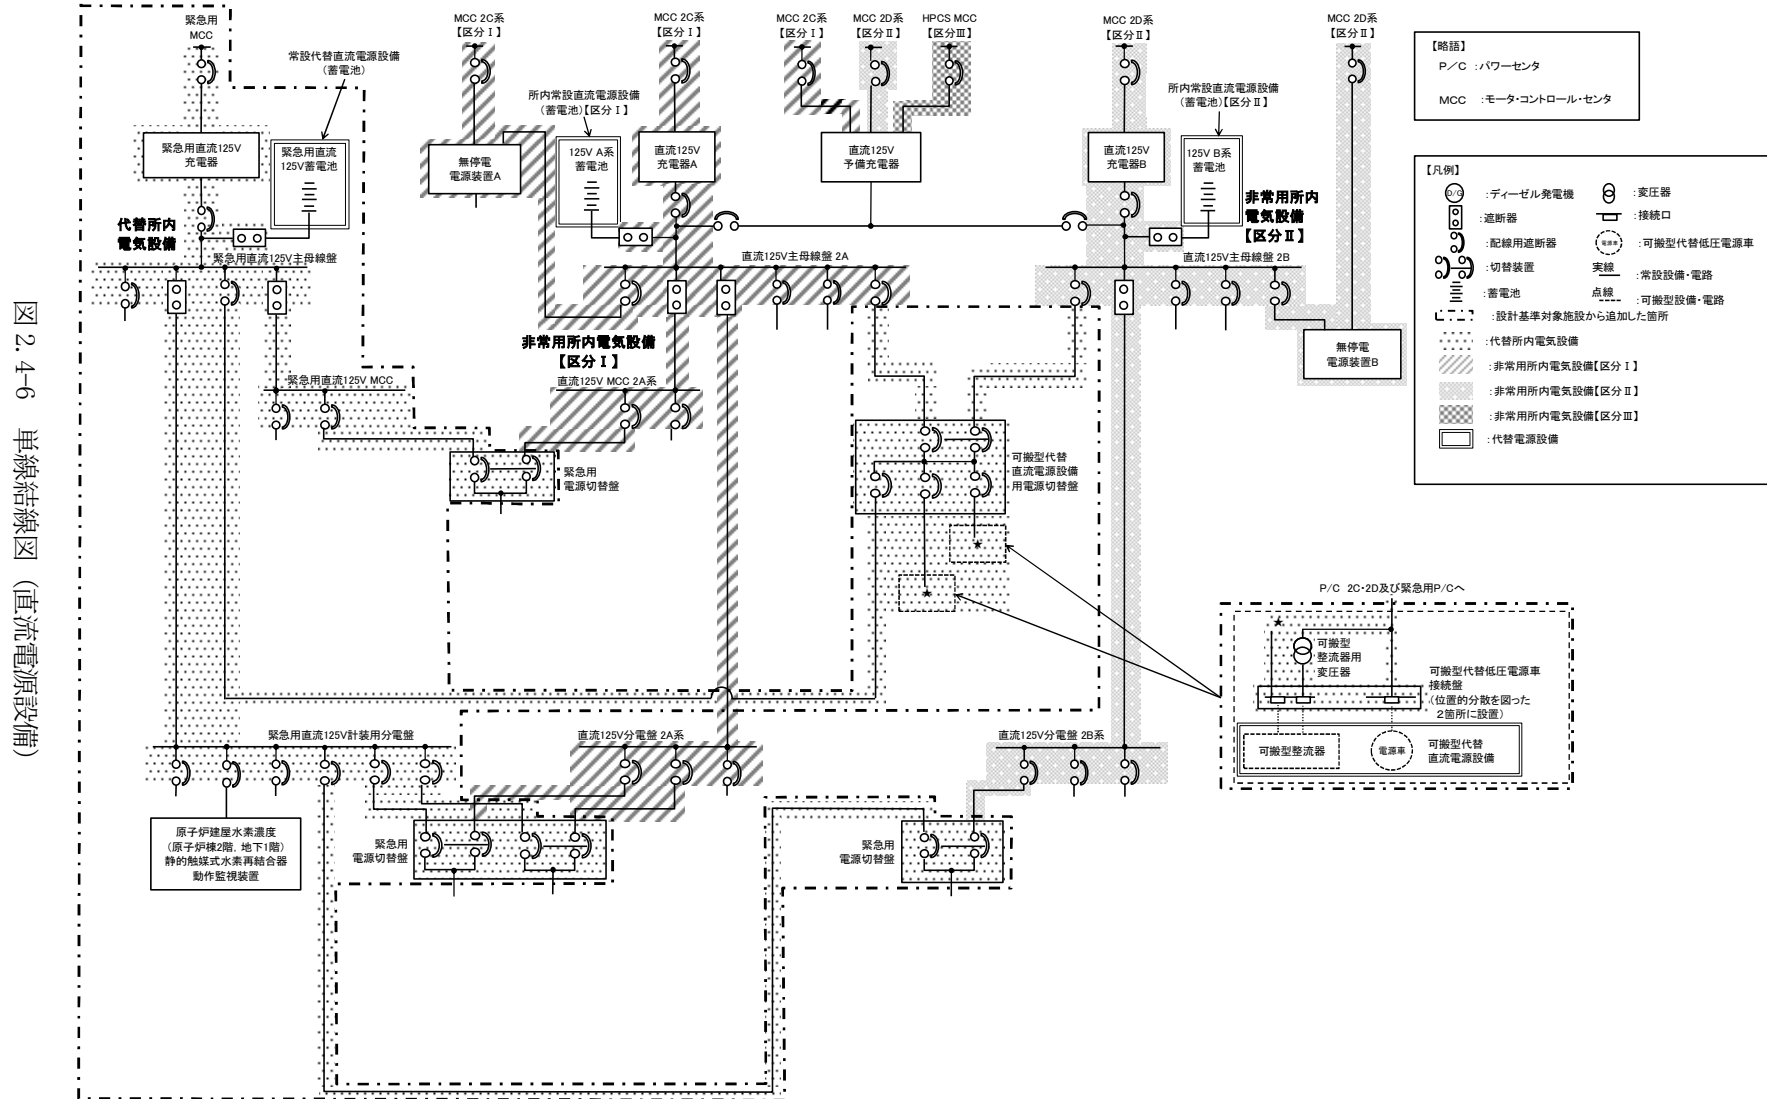 緊急用
MCC
MCC 2C系
【区分Ⅰ】
MCC 2C系
【区分Ⅰ】
MCC 2C系
【区分Ⅰ】
MCC 2D系
【区分Ⅱ】
HPCS MCC
【区分Ⅲ】
MCC 2D系
【区分Ⅱ】
MCC 2D系
【区分Ⅱ】
常設代替直流電源設備
(蓄電池)
所内常設直流電源設備
(蓄電池)【区分Ⅰ】
所内常設直流電源設備
(蓄電池)【区分Ⅱ】
緊急用直流125V
充電器
緊急用直流
125V蓄電池
無停電
電源装置A
125V A系
蓄電池
直流125V
充電器A
直流125V
予備充電器
直流125V
充電器B
125V B系
蓄電池
代替所内
電気設備
非常用所内
電気設備
【区分Ⅱ】
緊急用直流125V主母線盤
直流125V主母線盤 2A
直流125V主母線盤 2B
非常用所内電気設備
【区分Ⅰ】
無停電
電源装置B
緊急用直流125V MCC
直流125V MCC 2A系
緊急用
電源切替盤
可搬型代替
直流電源設備
用電源切替盤
★
★
緊急用直流125V計装用分電盤
直流125V分電盤 2A系
直流125V分電盤 2B系
原子炉建屋水素濃度
(原子炉棟2階、地下1階)
静的触媒式水素再結合器
動作監視装置
緊急用
電源切替盤
緊急用
電源切替盤
P/C 2C・2D及び緊急用P/Cへ
★
可搬型
整流器用
変圧器
可搬型代替低圧電源車
接続盤
(位置的分散を図った
2箇所に設置)
可搬型整流器
電源車
可搬型代替
直流電源設備
【略語】
P/C :パワーセンタ
MCC :モータ・コントロール・センタ
【凡例】
D/G :ディーゼル発電機
:遮断器
:配線用遮断器
:切替装置
:蓄電池
:変圧器
:接続口
電源車 :可搬型代替低圧電源車
実線 :常設設備・電路
点線 :可搬型設備・電路
:設計基準対象施設から追加した箇所
:代替所内電気設備
:非常用所内電気設備【区分Ⅰ】
:非常用所内電気設備【区分Ⅱ】
:非常用所内電気設備【区分Ⅲ】
:代替電源設備
図 2.4-6 単線結線図 (直流電源設備)